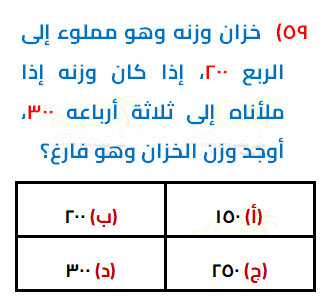 ٥٩) خزان وزنه وهو مملوء إلى
الربع ٢٠٠، إذا كان وزنه إذا
ملأناه إلى ثلاثة أرباعه ٣٠٠،
أوجد وزن الخزان وهو فارغ؟
(أ) ١٥٠ (ب) ٢٠٠
(ج) ٢٥٠ (د) ٣٠٠